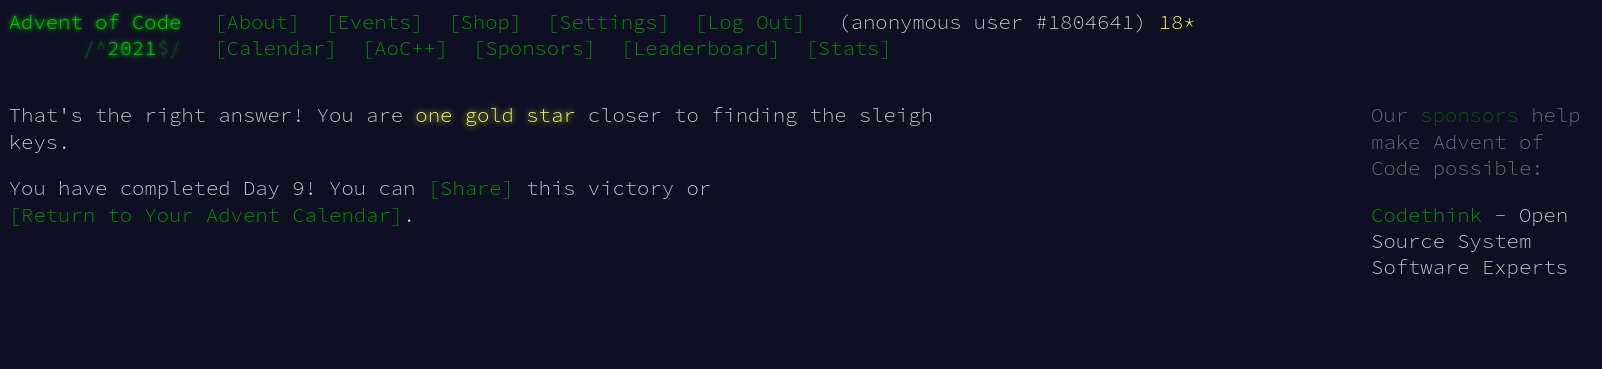 Advent of Code [About] [Events] [Shop] [Settings] [Log Out] (anonymous user #1804641) 18*
/^2021$/ [Calendar] [AoC++] [Sponsors] [Leaderboard] [Stats]
That's the right answer! You are one gold star closer to finding the sleigh
keys.
You have completed Day 9! You can [Share] this victory or
[Return to Your Advent Calendar].
Our sponsors help
make Advent of
Code possible:
Codethink - Open
Source System
Software Experts